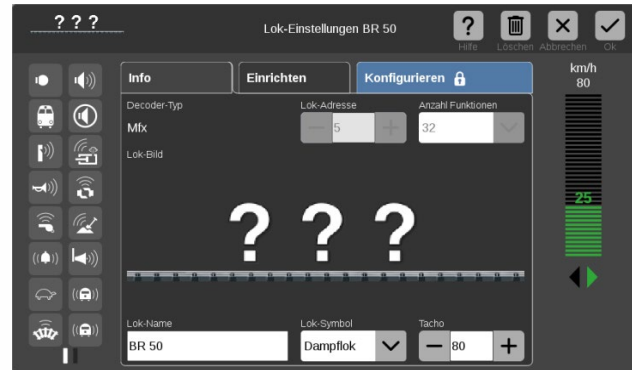 ? ? ?
Lok-Einstellungen BR 50
?
Hilfe
Löschen
Abbrechen
Ok
Info
Einrichten
Konfigurieren
km/h
80
Decoder-Typ
Lok-Adresse
Anzahl Funktionen
Mfx
5
32
Lok-Bild
? ? ?
25
Lok-Name
Lok-Symbol
Tacho
BR 50
Dampflok
80